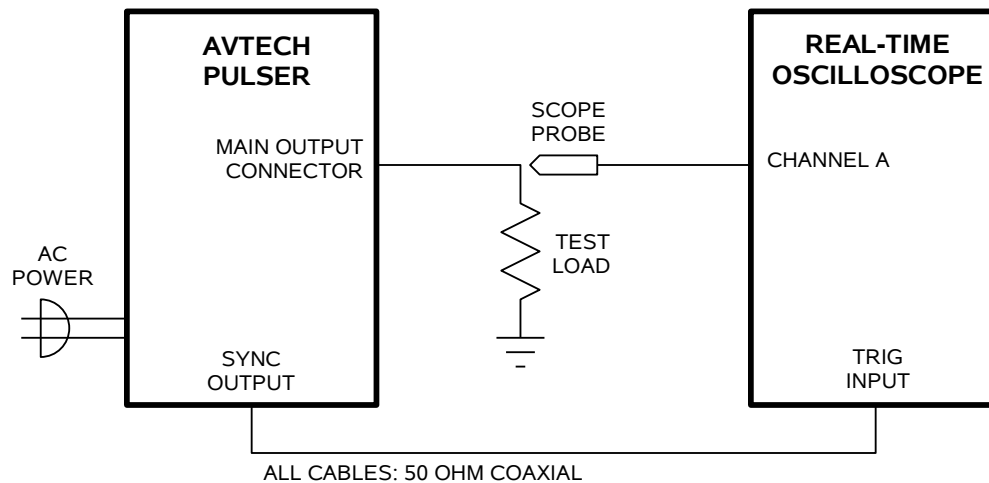 AVTECH
PULSER
MAIN OUTPUT
CONNECTOR
AC
POWER
SYNC
OUTPUT
SCOPE
PROBE
TEST
LOAD
REAL-TIME
OSCILLOSCOPE
CHANNEL A
TRIG
INPUT
ALL CABLES: 50 OHM COAXIAL